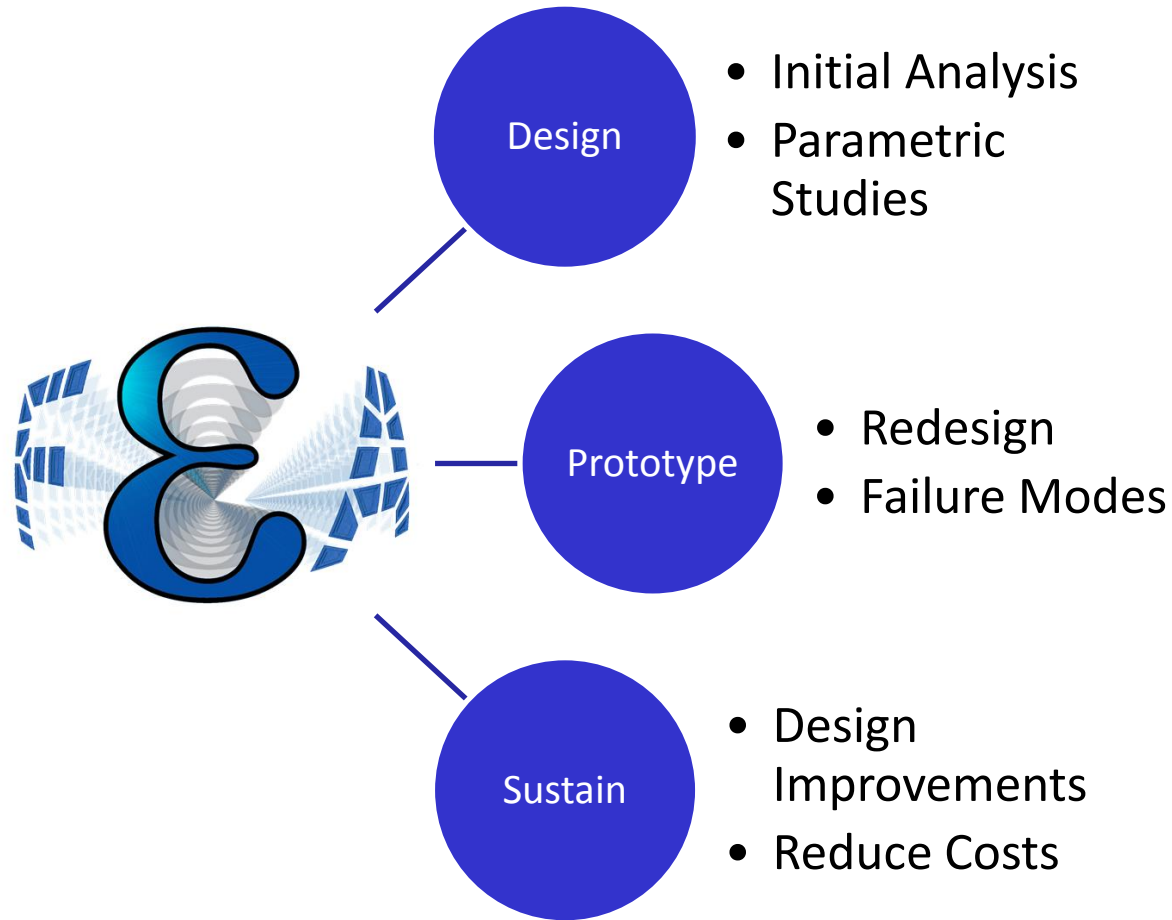 Design
• Initial Analysis
• Parametric
Studies
ε
Prototype
• Redesign
• Failure Modes
Sustain
• Design
Improvements
• Reduce Costs